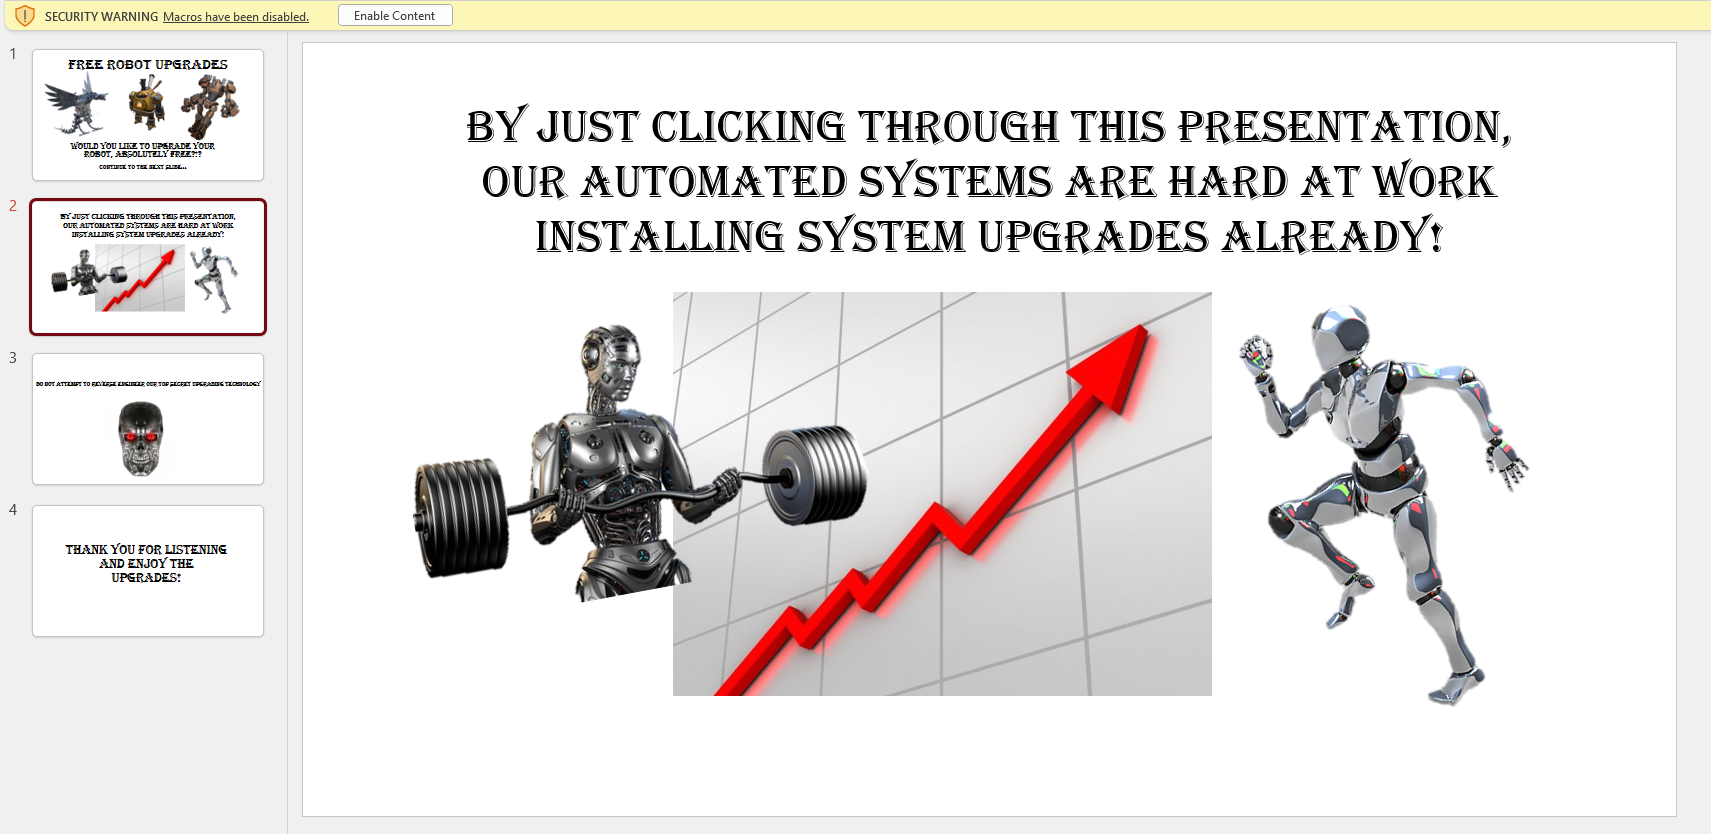 SECURITY WARNING Macros have been disabled. Enable Content
1
FREE ROBOT UPGRADES
WOULD YOU LIKE TO UPGRADE YOUR
ROBOT, ABSOLUTELY FREE?!?
CONTINUE TO THE NEXT SLIDE...
2
BY JUST CLICKING THROUGH THIS PRESENTATION,
OUR AUTOMATED SYSTEMS ARE HARD AT WORK
INSTALLING SYSTEM UPGRADES ALREADY!
3
DO NOT ATTEMPT TO REVERSE ENGINEER OUR TOP SECRET UPGRADING TECHNOLOGY
4
THANK YOU FOR LISTENING
AND ENJOY THE
UPGRADES!
BY JUST CLICKING THROUGH THIS PRESENTATION,
OUR AUTOMATED SYSTEMS ARE HARD AT WORK
INSTALLING SYSTEM UPGRADES ALREADY!